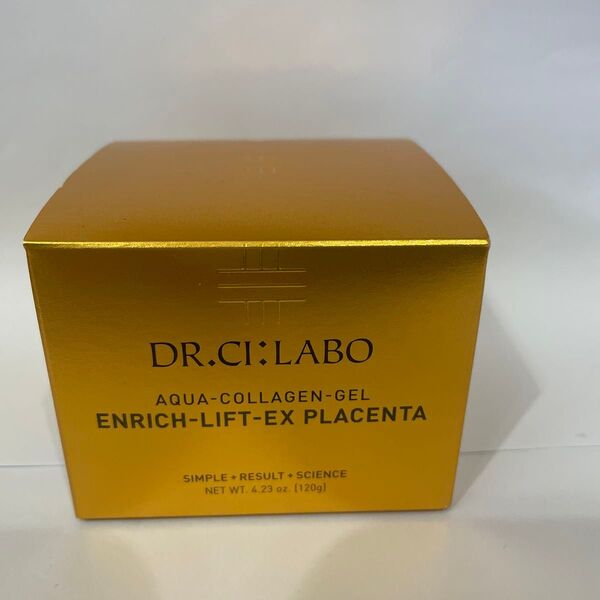 DR.CI:LABO
AQUA-COLLAGEN-GEL
ENRICH-LIFT-EX PLACENTA
SIMPLE + RESULT + SCIENCE
NET WT. 4.23 oz. [120g]